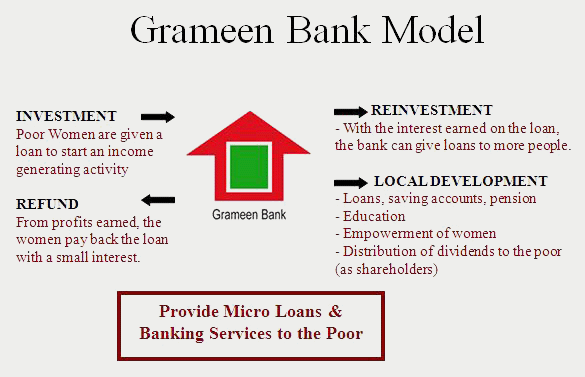 Grameen Bank Model
INVESTMENT
Poor Women are given a
loan to start an income
generating activity
REFUND
From profits earned, the
women pay back the loan
with a small interest.
Grameen Bank
REINVESTMENT
- With the interest earned on the loan,
the bank can give loans to more people.
LOCAL DEVELOPMENT
- Loans, saving accounts, pension
- Education
- Empowerment of women
- Distribution of dividends to the poor
(as shareholders)
Provide Micro Loans &
Banking Services to the Poor